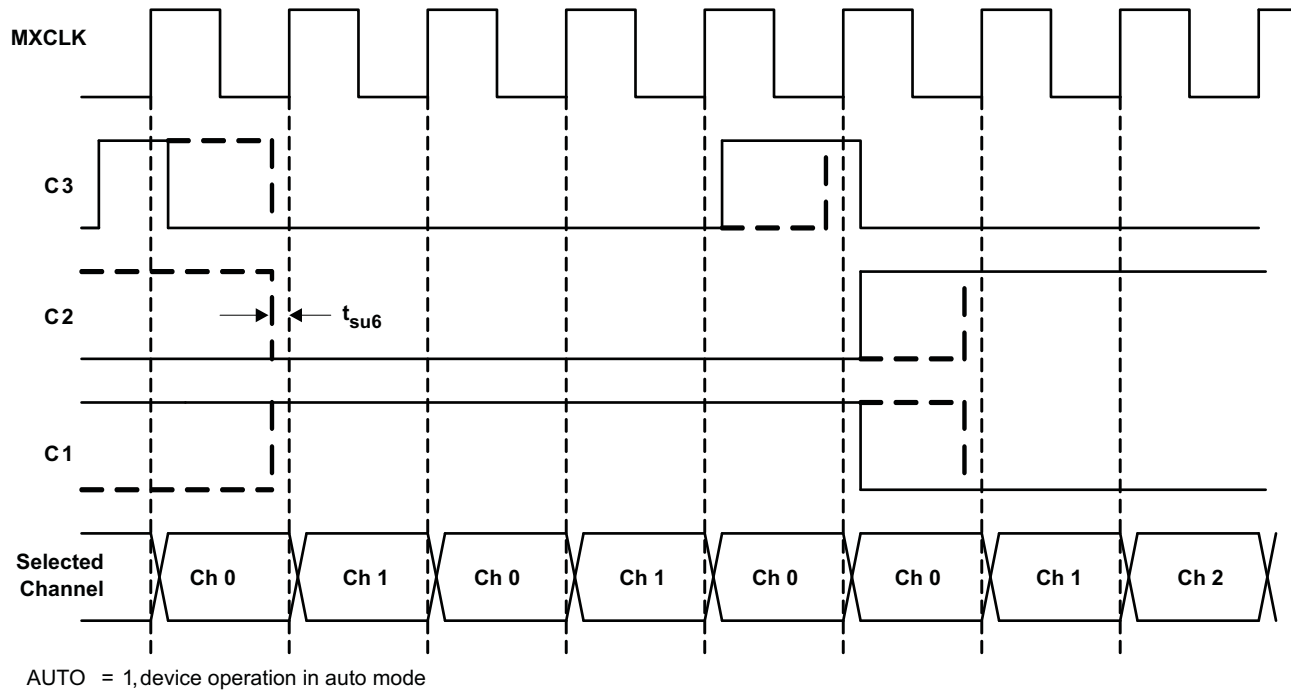 MXCLK
C3
C2
t_su6
C1
Selected
Channel
Ch 0 Ch 1 Ch 0 Ch 1 Ch 0 Ch 0 Ch 1 Ch 2
AUTO = 1, device operation in auto mode